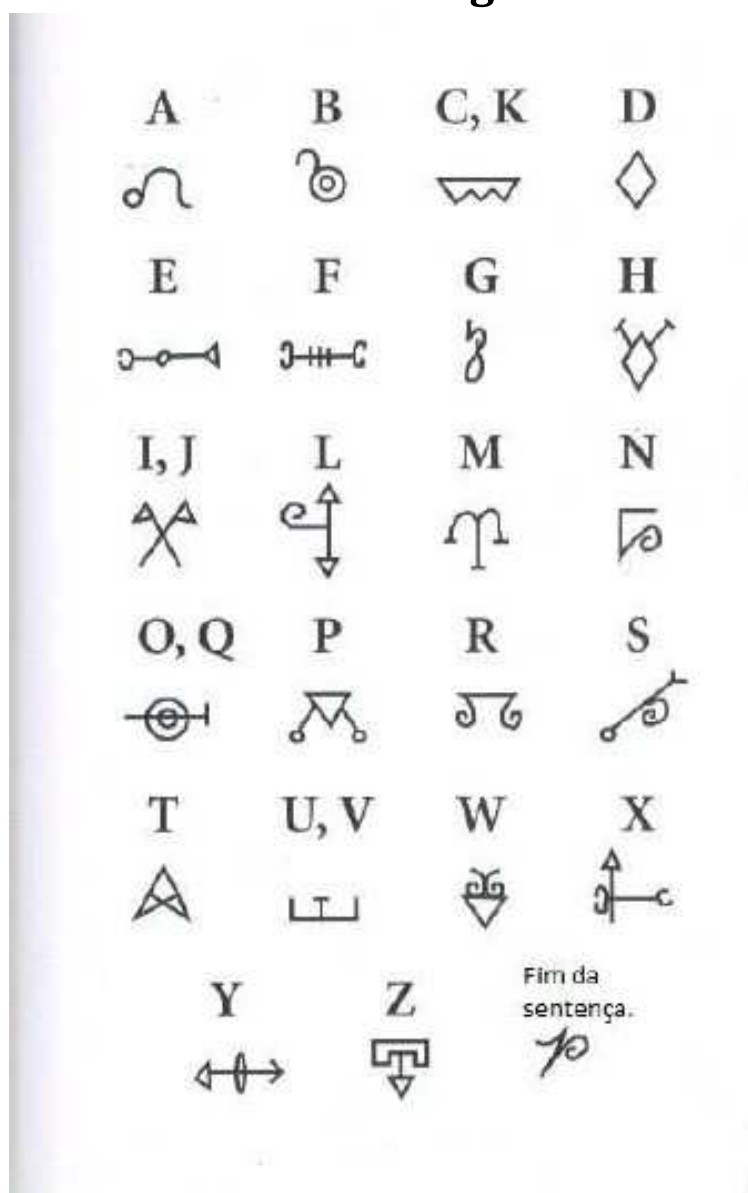 A B C, K D
E F G H
I, J L M N
O, Q P R S
T U, V W X
Y Z Fim da
sentença.